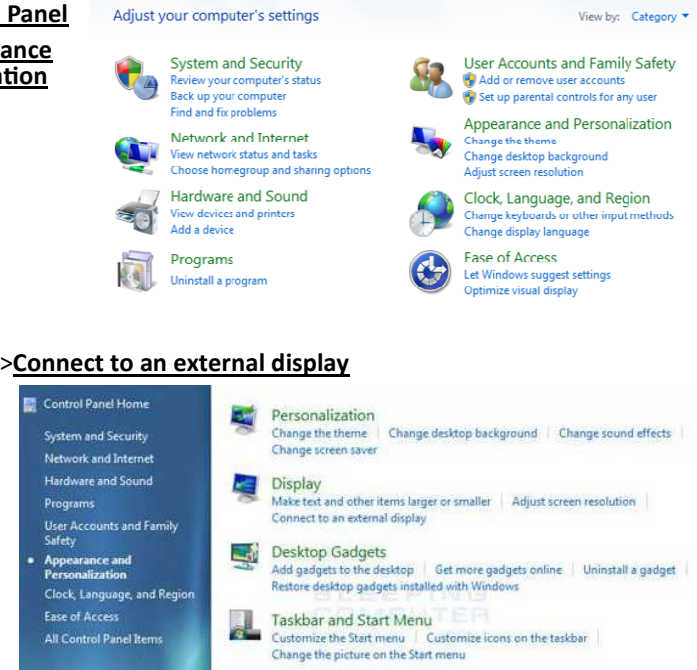 Panel
Adjust your computer's settings
View by: Category
System and Security
Review your computer's status
Back up your computer
Find and fix problems
Network and Internet
View network status and tasks
Choose homegroup and sharing options
Hardware and Sound
View devices and printers
Add a device
Programs
Uninstall a program
User Accounts and Family Safety
Add or remove user accounts
Set up parental controls for any user
Appearance and Personalization
Change the theme
Change desktop background
Adjust screen resolution
Clock, Language, and Region
Change keyboards or other input methods
Change display language
Ease of Access
Let Windows suggest settings
Optimize visual display
>Connect to an external display
Control Panel Home
System and Security
Network and Internet
Hardware and Sound
Programs
User Accounts and Family
Safety
Appearance and
Personalization
Clock, Language, and Region
Ease of Access
All Control Panel Items
Personalization
Change the theme | Change desktop background | Change sound effects |
Change screen saver
Display
Make text and other items larger or smaller | Adjust screen resolution |
Connect to an external display
Desktop Gadgets
Add gadgets to the desktop | Get more gadgets online | Uninstall a gadget |
Restore desktop gadgets installed with Windows
Taskbar and Start Menu
Customize the Start menu | Customize icons on the taskbar |
Change the picture on the Start menu